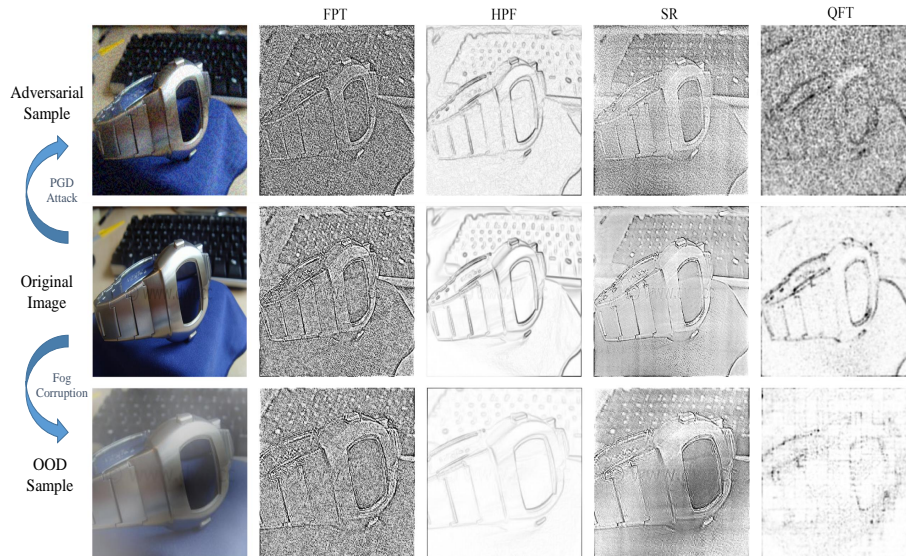 FPT HPF SR QFT
Adversarial
Sample
PGD
Attack
Original
Image
Fog
Corruption
OOD
Sample